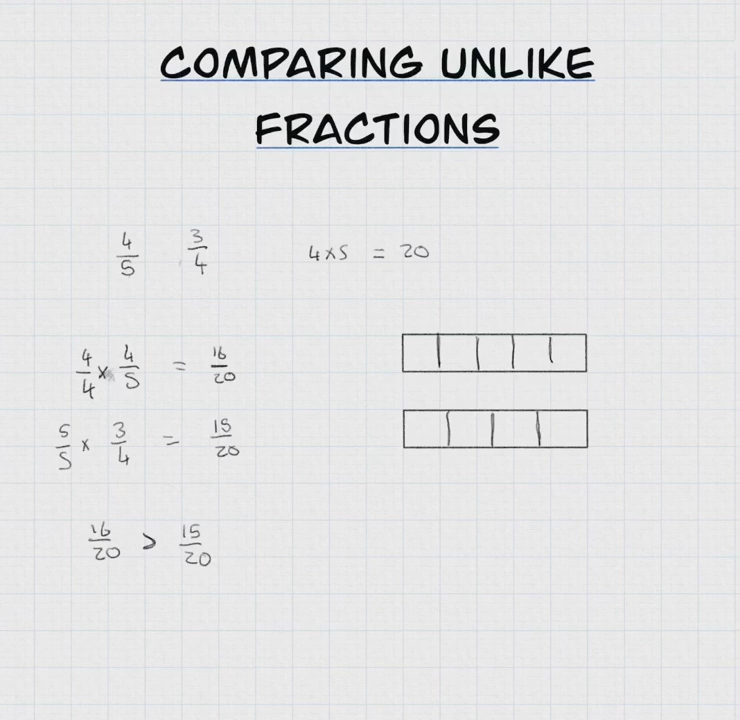 COMPARING UNLIKE
FRACTIONS
4/5 3/4 4×5 = 20
4/4 × 4/5 = 16/20
5/5 × 3/4 = 15/20
16/20 > 15/20